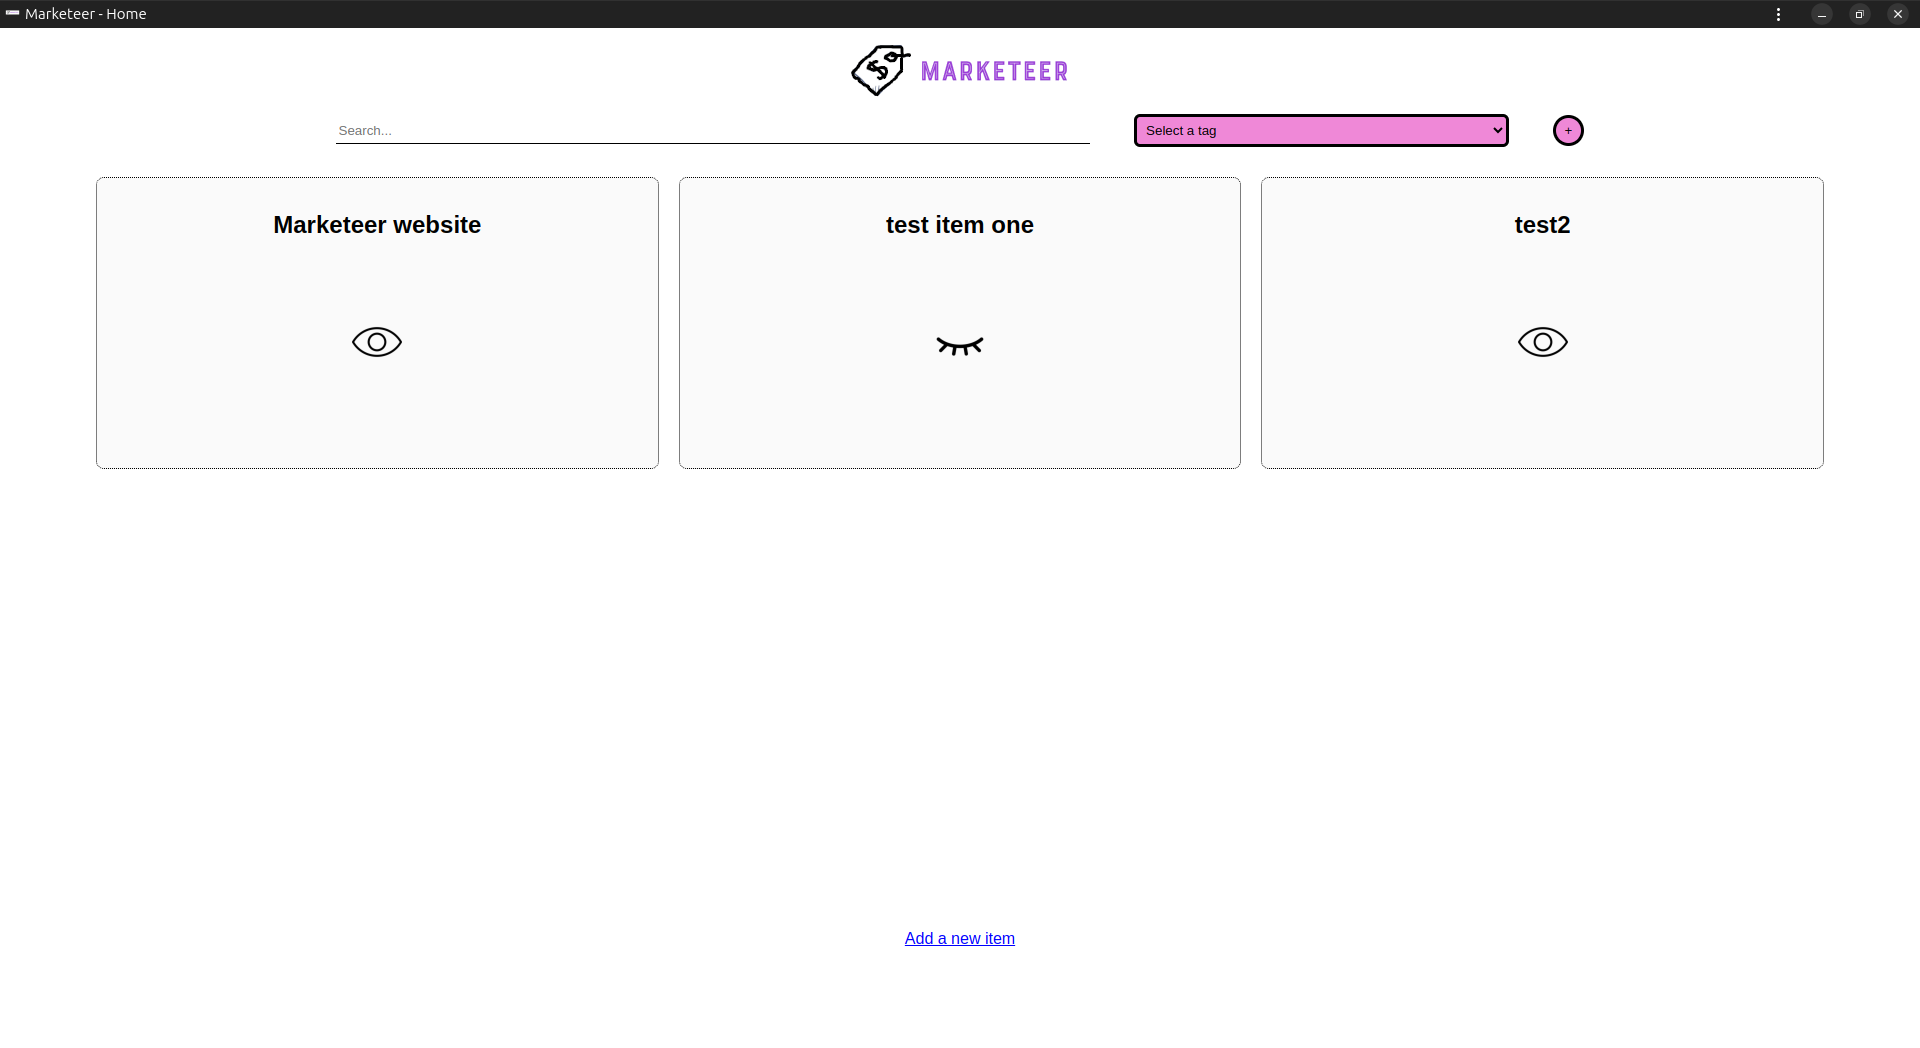 Marketeer - Home
MARKETEER
Search...
Select a tag
+
Marketeer website
test item one
test2
Add a new item